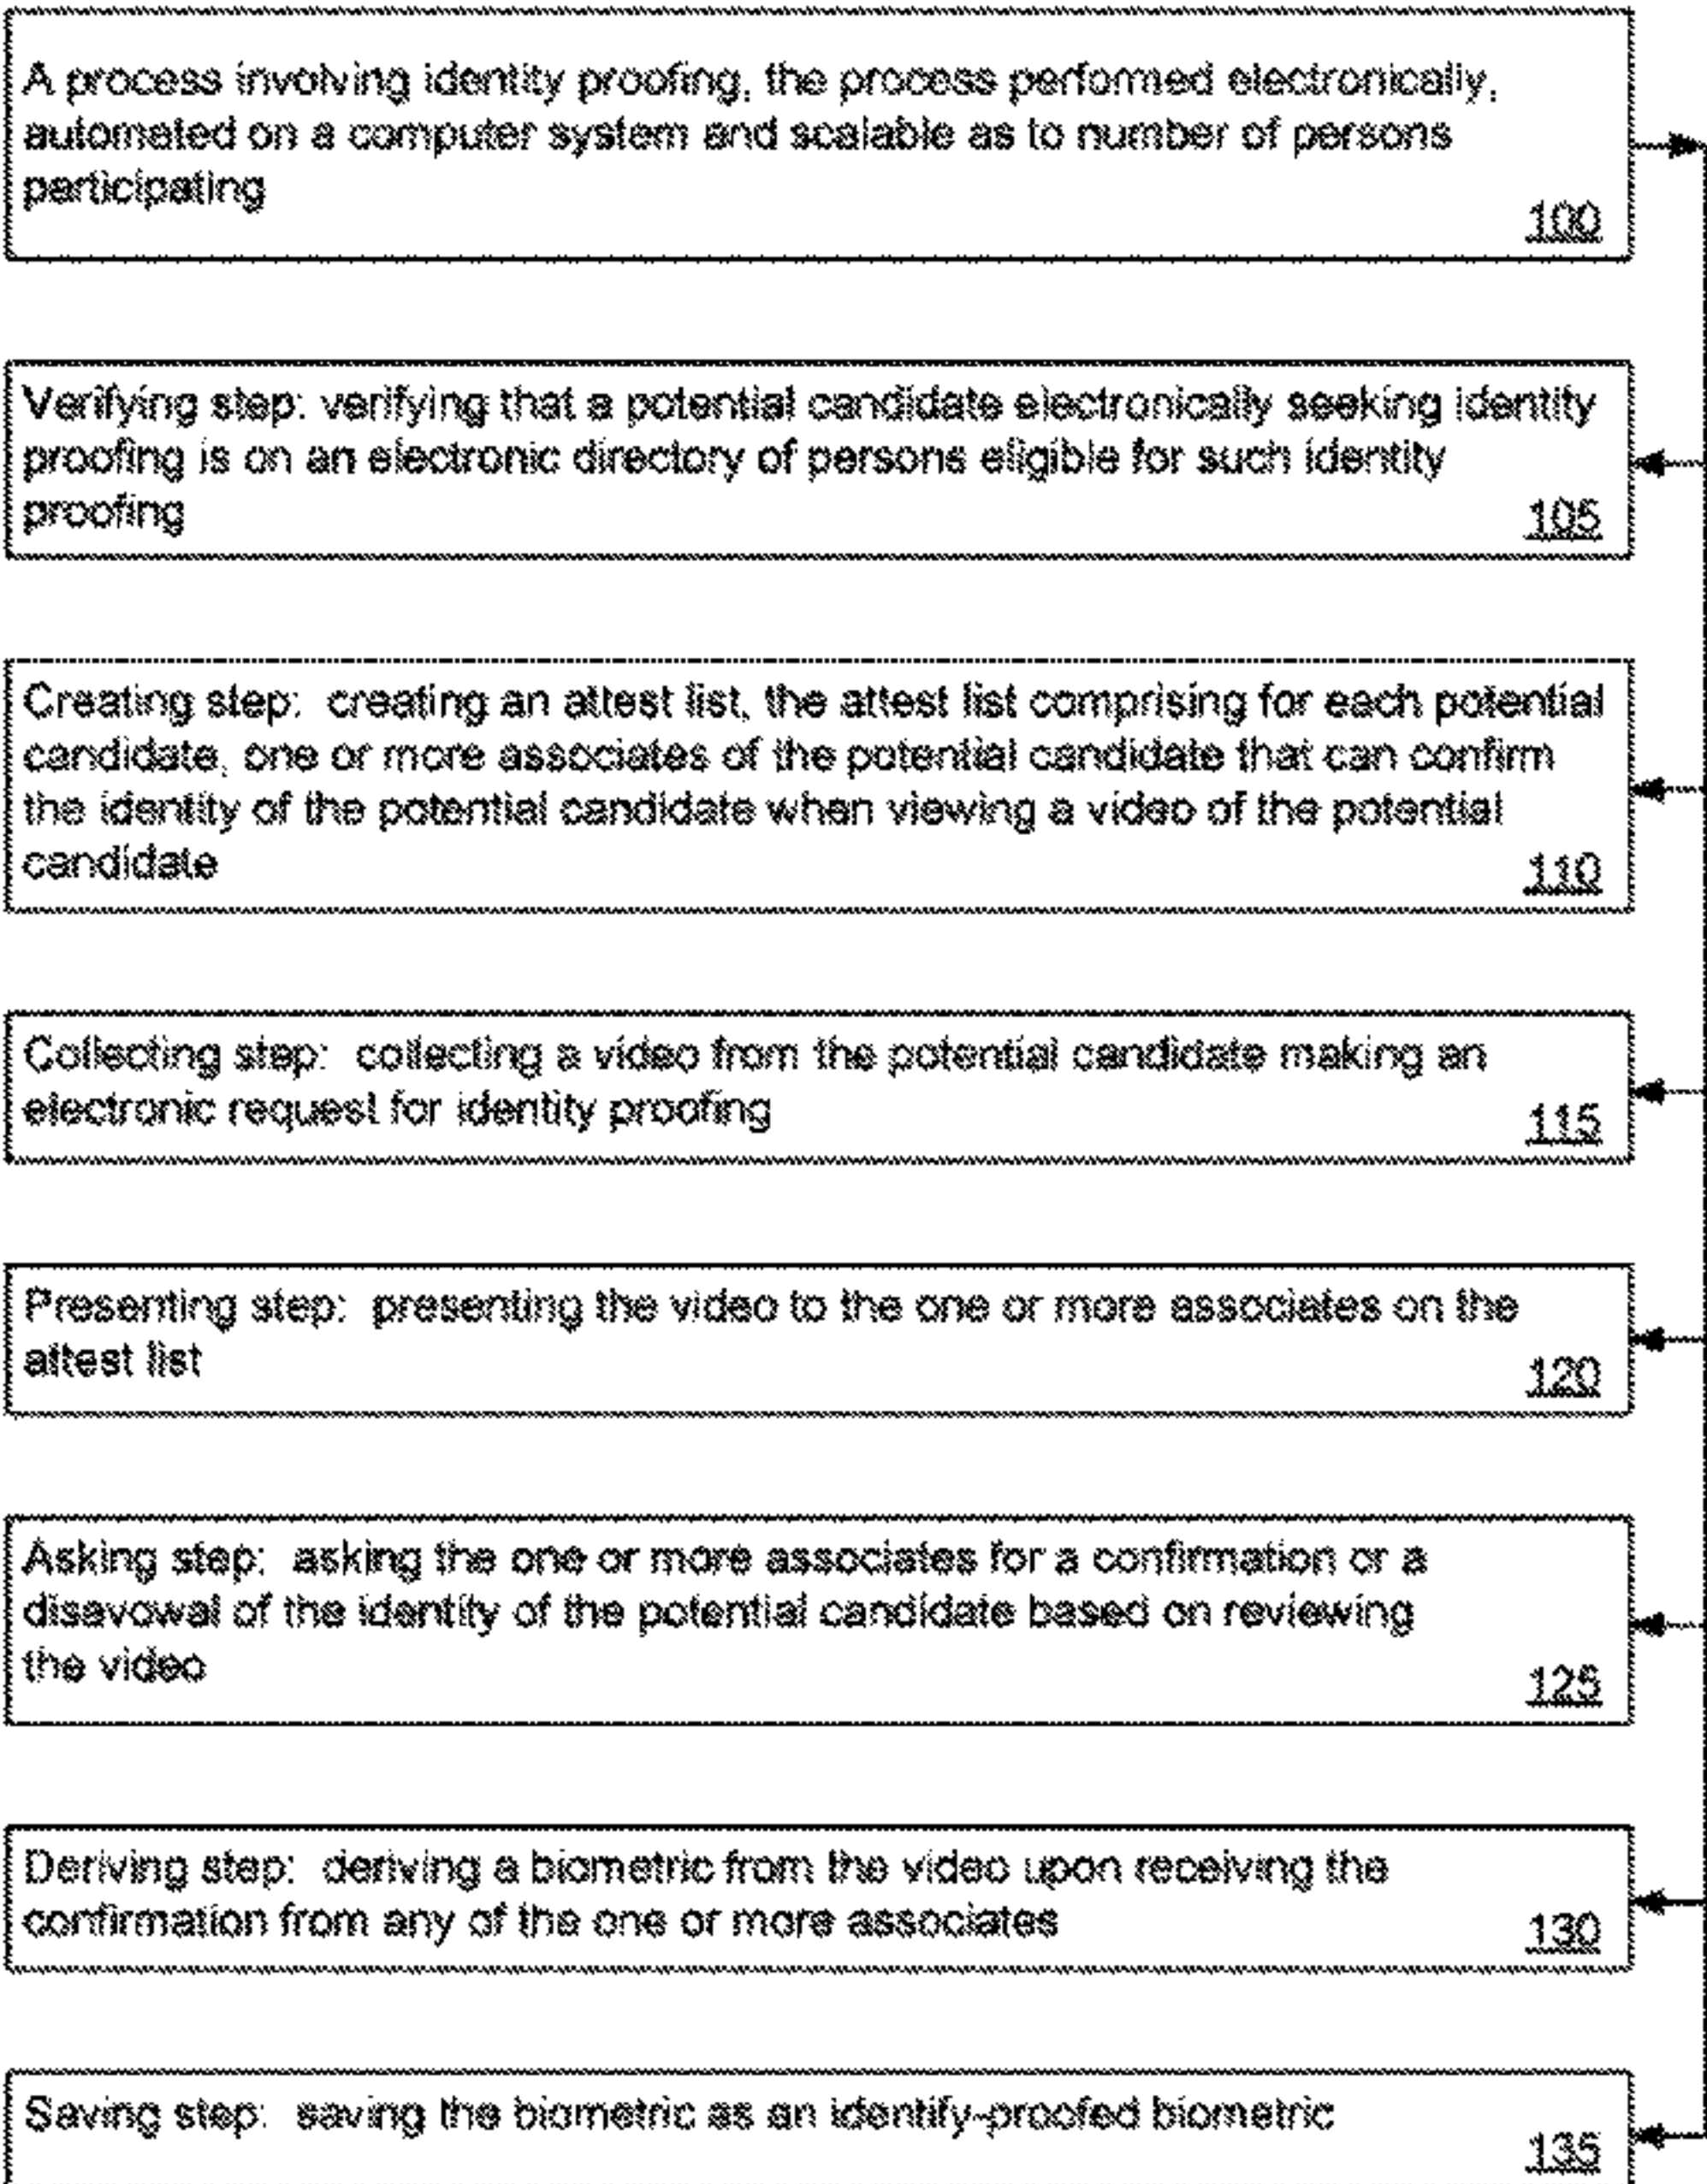 A process involving identity proofing, the process performed electronically,
automated on a computer system and scalable as to number of persons
participating
100
Verifying step: verifying that a potential candidate electronically seeking identity
proofing is on an electronic directory of persons eligible for such identity
proofing
105
Creating step: creating an attest list, the attest list comprising for each potential
candidate, one or more associates of the potential candidate that can confirm
the identity of the potential candidate when viewing a video of the potential
candidate
110
Collecting step: collecting a video from the potential candidate making an
electronic request for identity proofing
115
Presenting step: presenting the video to the one or more associates on the
attest list
120
Asking step: asking the one or more associates for a confirmation or a
disavowal of the identity of the potential candidate based on reviewing
the video
125
Deriving step: deriving a biometric from the video upon receiving the
confirmation from any of the one or more associates
130
Saving step: saving the biometric as an identify-proofed biometric
135